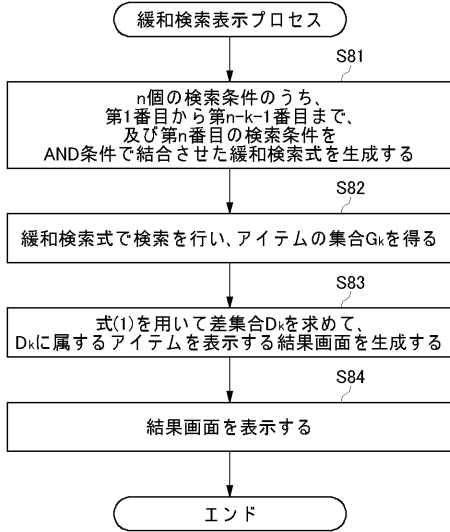 緩和検索表示プロセス
S81
n個の検索条件のうち、
第1番目から第n-k-1番目まで、
及び第n番目の検索条件を
AND条件で結合させた緩和検索式を生成する
S82
緩和検索式で検索を行い、アイテムの集合Gkを得る
S83
式(1)を用いて差集合Dkを求めて、
Dkに属するアイテムを表示する結果画面を生成する
S84
結果画面を表示する
エンド